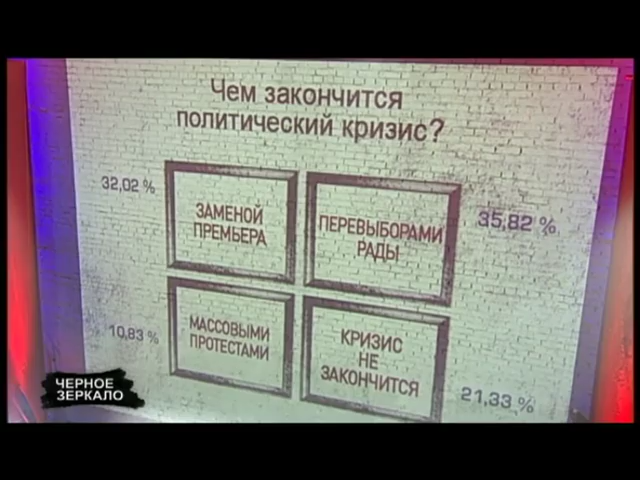 Чем закончится
политический кризис?
32,02 %
ЗАМЕНОЙ
ПРЕМЬЕРА
ПЕРЕВЫБОРАМИ
РАДЫ
35,82 %
10,83 %
МАССОВЫМИ
ПРОТЕСТАМИ
КРИЗИС
НЕ
ЗАКОНЧИТСЯ
21,33 %
ЧЕРНОЕ
ЗЕРКАЛО